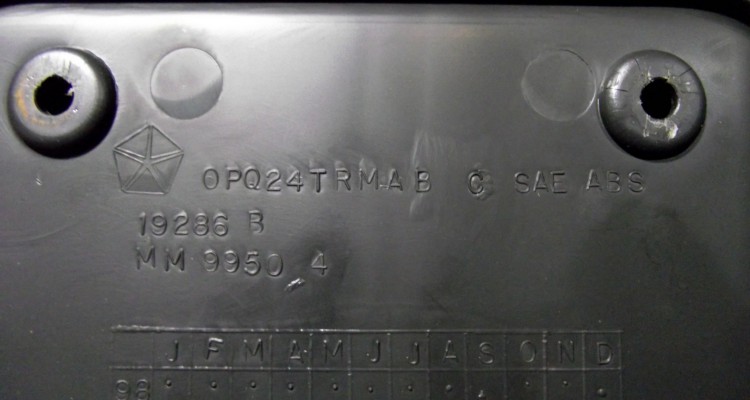 0PQ24TRMAB C SAE ABS
19286 B
MM 9950 4
J F M A M J J A S O N D
98